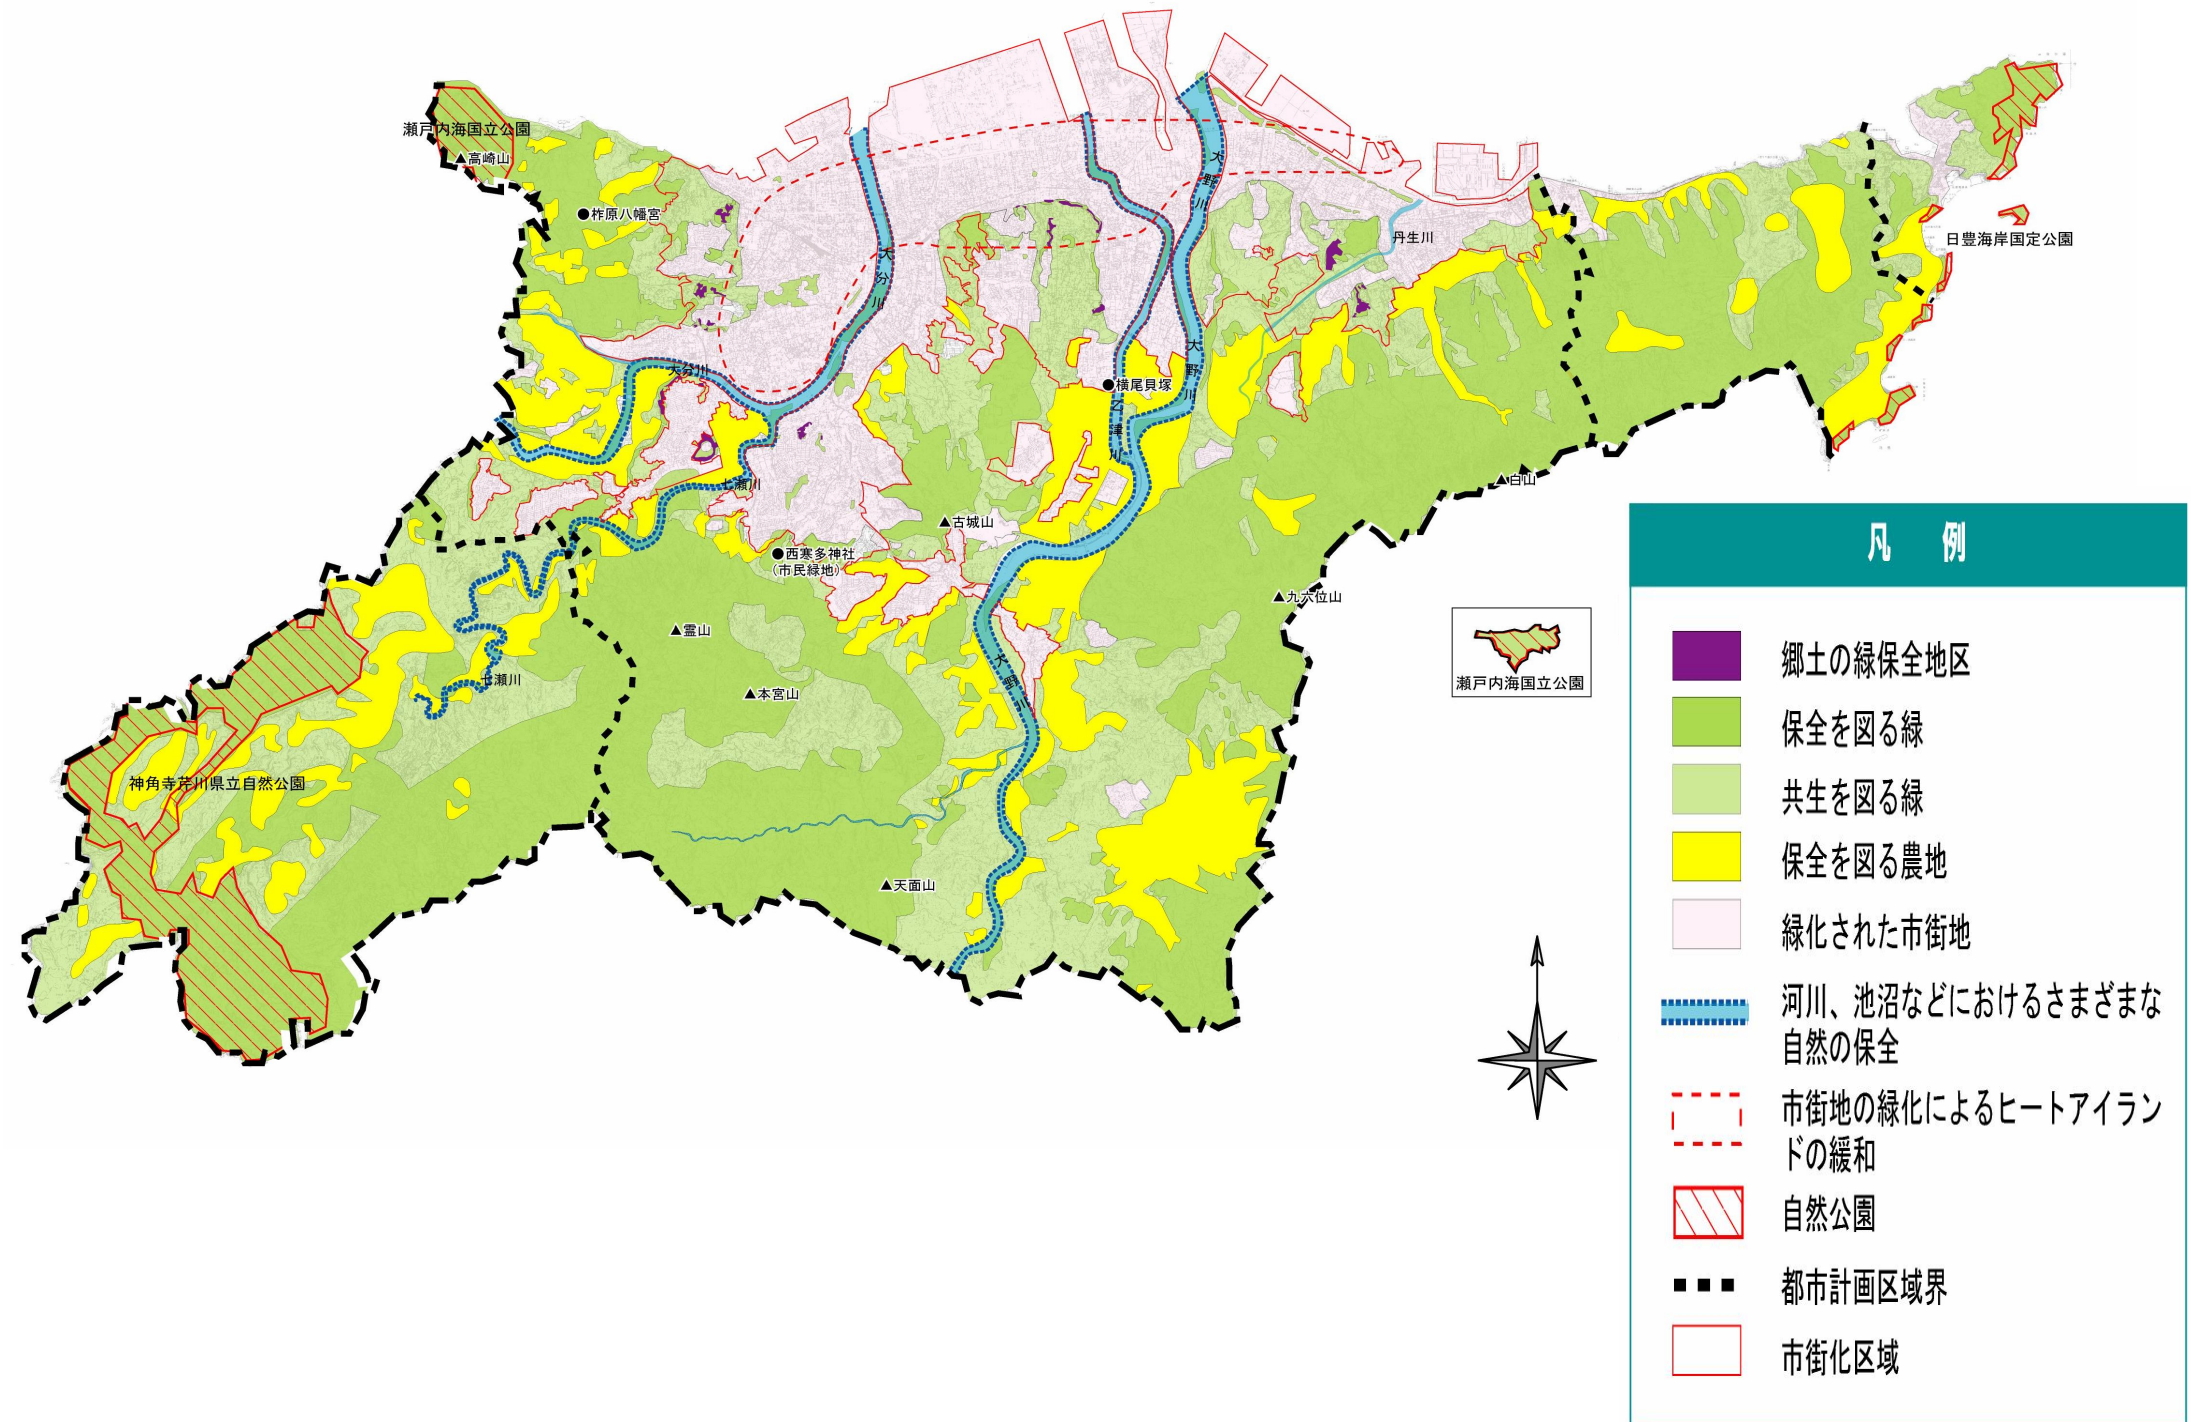 瀬戸内海国立公園
▲高崎山
●柞原八幡宮
大野川
丹生川
日豊海岸国定公園
大分川
大分川
大野川
●横尾貝塚
乙津川
七瀬川
▲白山
▲古城山
●西寒多神社
(市民緑地)
▲九六位山
▲霊山
大野川
七瀬川
▲本宮山
瀬戸内海国立公園
神角寺芹川県立自然公園
▲天面山
凡 例
郷土の緑保全地区
保全を図る緑
共生を図る緑
保全を図る農地
緑化された市街地
河川、池沼などにおけるさまざまな
自然の保全
市街地の緑化によるヒートアイラン
ドの緩和
自然公園
都市計画区域界
市街化区域